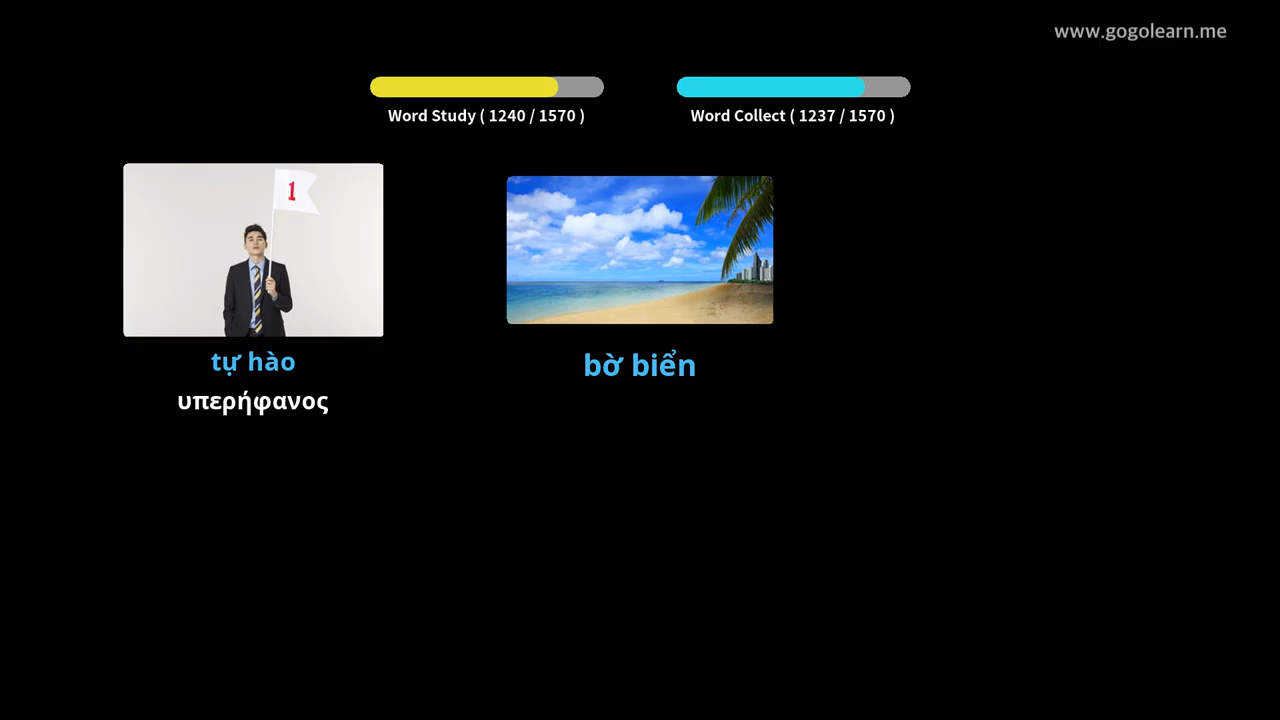 www.gogolearn.me
Word Study ( 1240 / 1570 )
Word Collect ( 1237 / 1570 )
1
tự hào
υπερήφανος
bờ biển